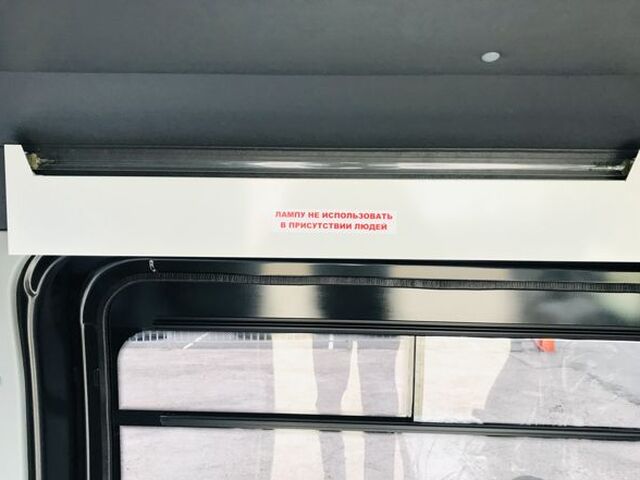 ЛАМПУ НЕ ИСПОЛЬЗОВАТЬ
В ПРИСУТСТВИИ ЛЮДЕЙ